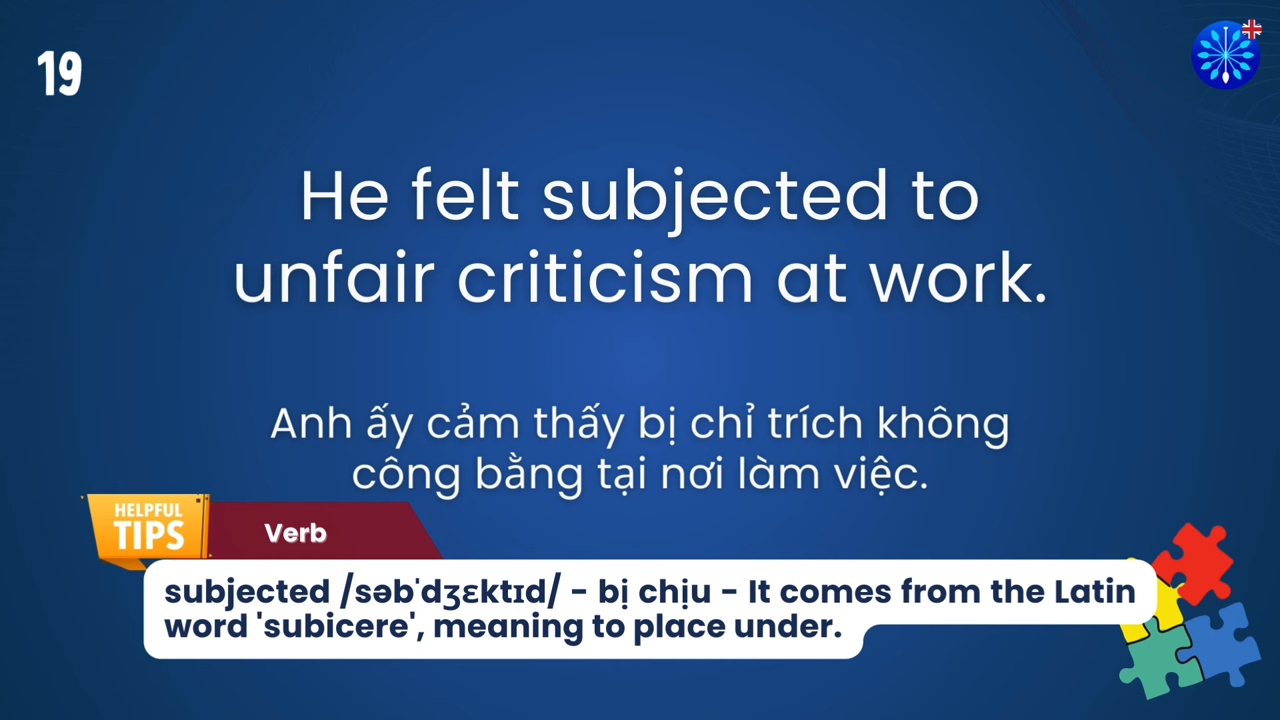 19
He felt subjected to
unfair criticism at work.
Anh ấy cảm thấy bị chỉ trích không
công bằng tại nơi làm việc.
HELPFUL
TIPS
Verb
subjected /səbˈdʒɛktɪd/ - bị chịu - It comes from the Latin
word 'subicere', meaning to place under.